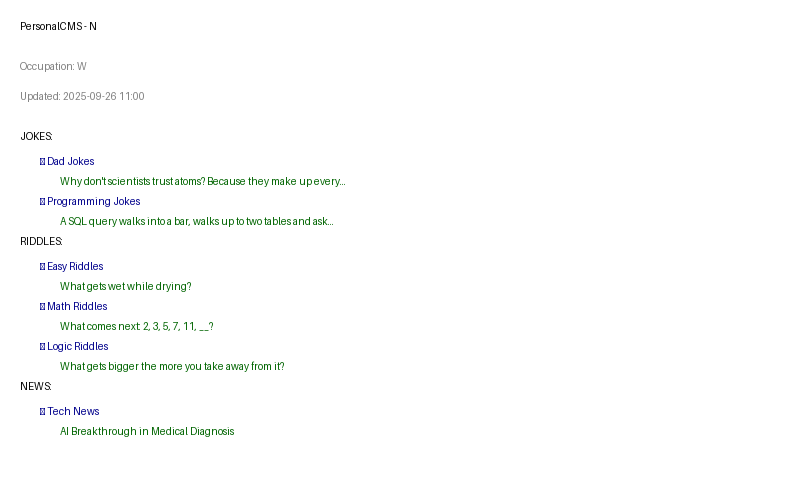 PersonalCMS - N
Occupation: W
Updated: 2025-09-26 11:00
JOKES:
Dad Jokes
Why don't scientists trust atoms? Because they make up every...
Programming Jokes
A SQL query walks into a bar, walks up to two tables and ask...
RIDDLES:
Easy Riddles
What gets wet while drying?
Math Riddles
What comes next: 2, 3, 5, 7, 11, __?
Logic Riddles
What gets bigger the more you take away from it?
NEWS:
Tech News
AI Breakthrough in Medical Diagnosis